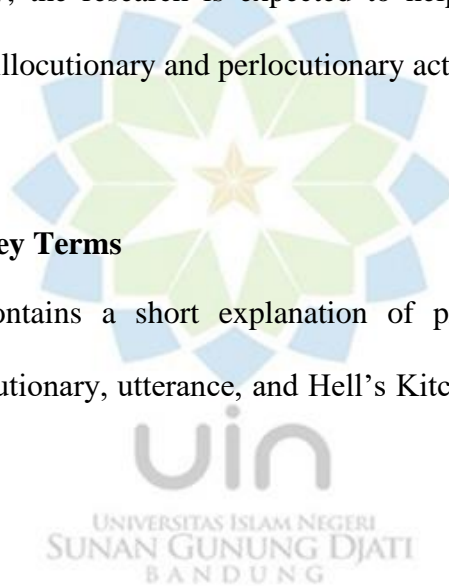 , the research is expected to help
illocutionary and perlocutionary act
ey Terms
ontains a short explanation of p
utionary, utterance, and Hell's Kitc
uin
UNIVERSITAS ISLAM NEGERI
SUNAN GUNUNG DJATI
BANDUNG